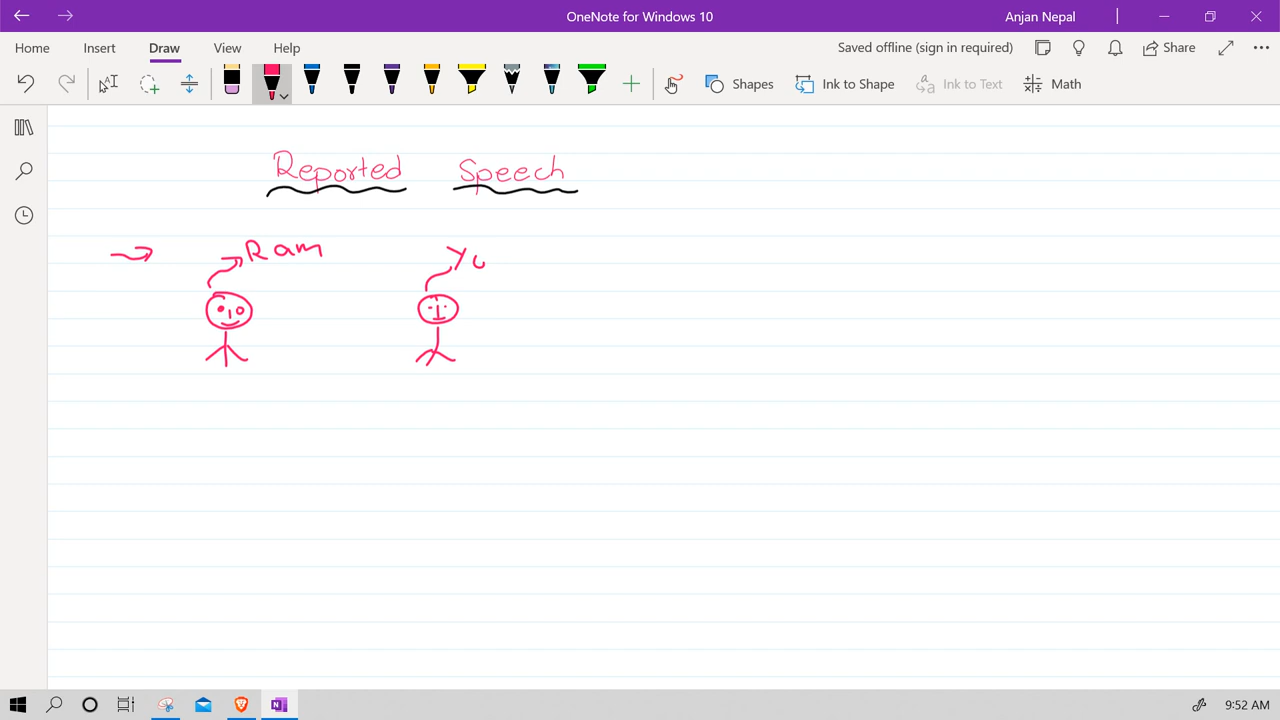 OneNote for Windows 10
Anjan Nepal
Home Insert Draw View Help
Saved offline (sign in required)
Share
Shapes
Ink to Shape
Ink to Text
Math
Reported Speech
Ram
Yo
9:52 AM